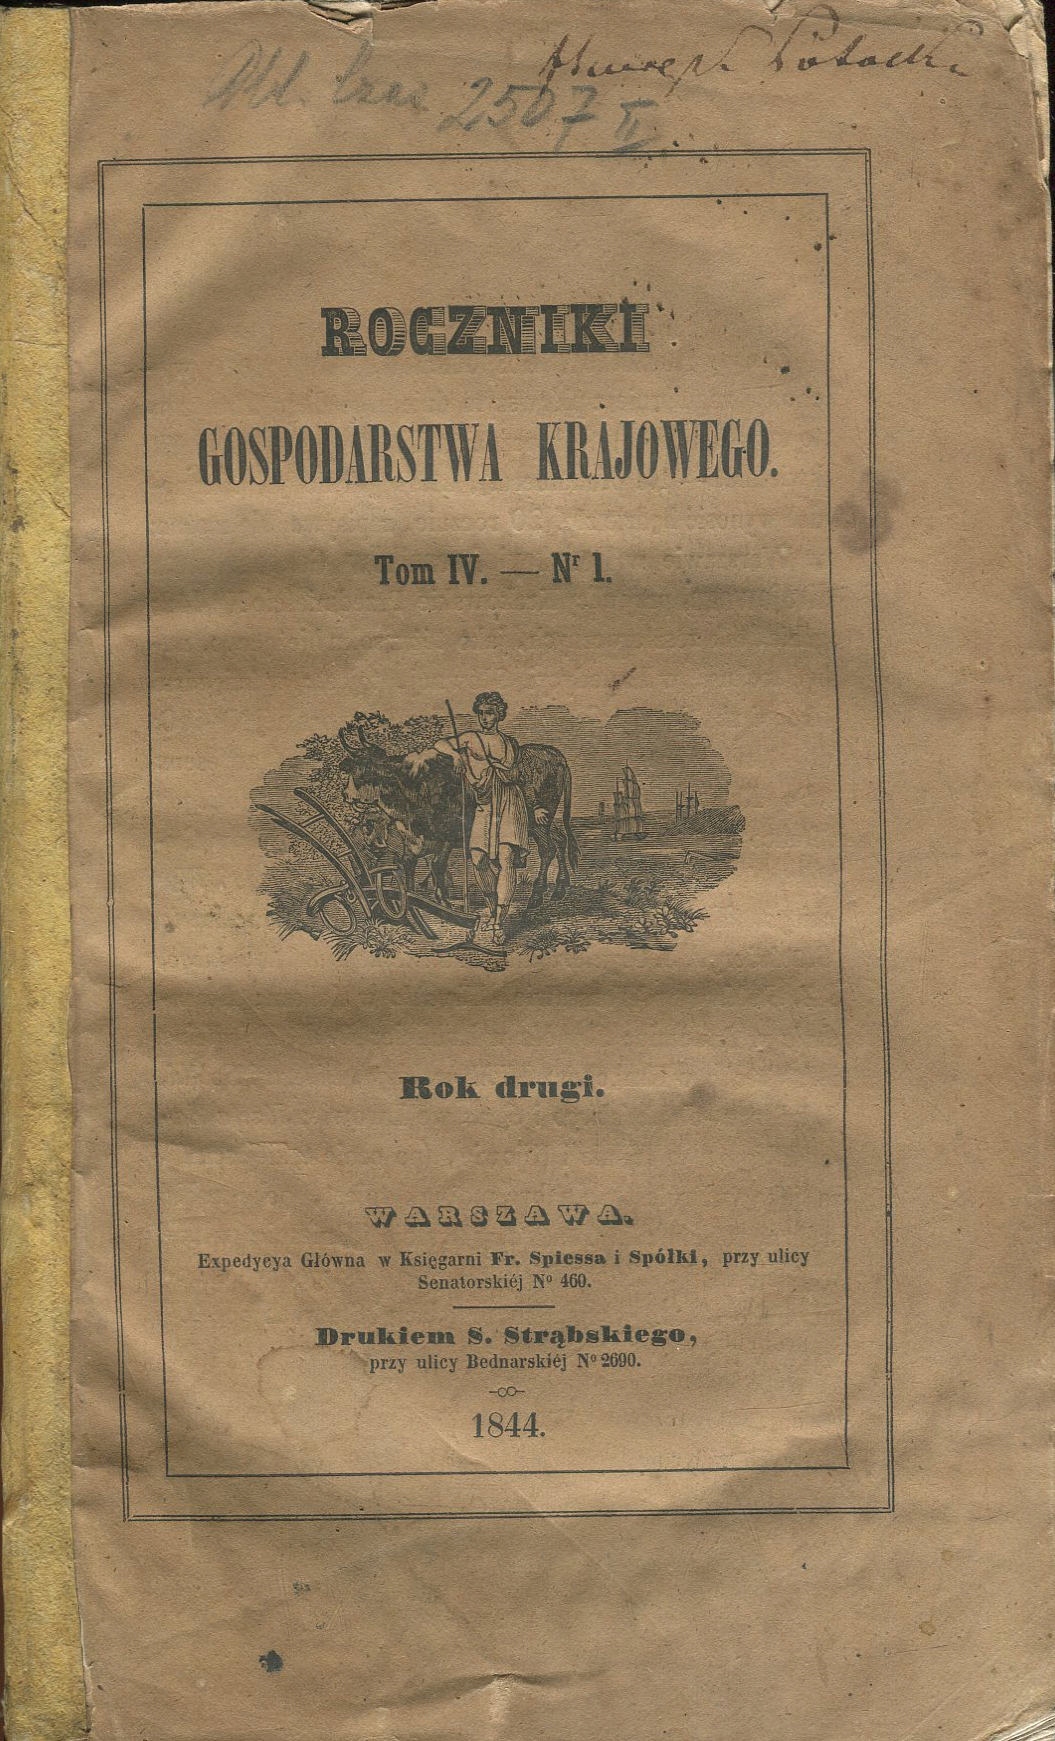 2507 II
ROCZNIKI
GOSPODARSTWA KRAJOWEGO.
Tom IV. — Nr 1.
Rok drugi.
WARSZAWA.
Expedycya Główna w Księgarni Fr. Spiessa i Spółki, przy ulicy
Senatorskiéj No 460.
Drukiem S. Strąbskiego,
przy ulicy Bednarskiéj No 2690.
1844.